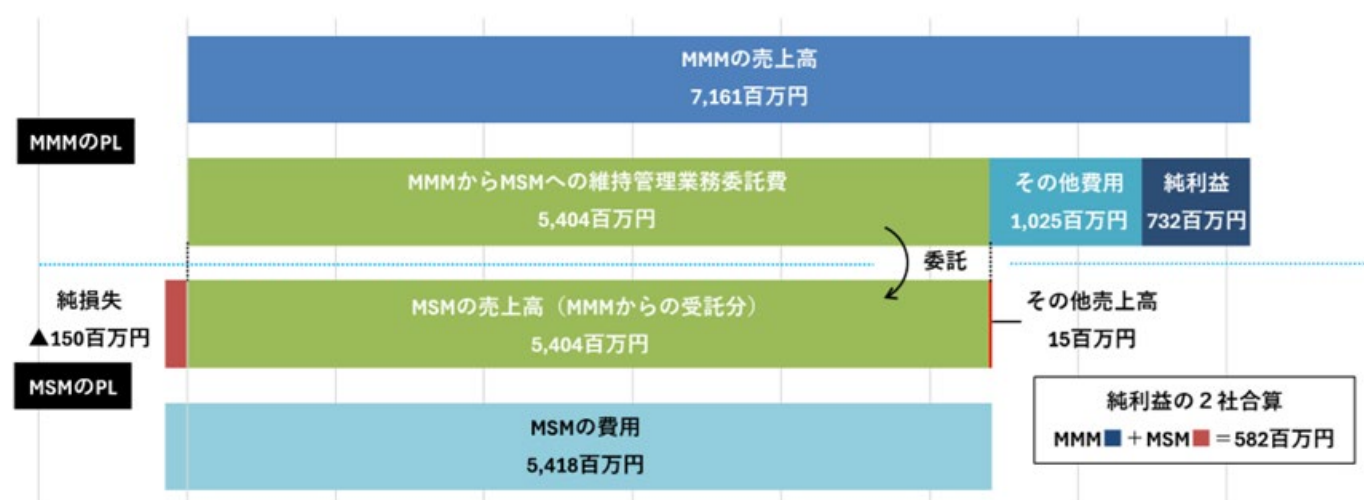 MMMの売上高
7,161百万円
MMMのPL
MMMからMSMへの維持管理業務委託費
5,404百万円
その他費用
1,025百万円
純利益
732百万円
委託
純損失
▲150百万円
MSMの売上高（MMMからの受託分）
5,404百万円
その他売上高
15百万円
MSMのPL
MSMの費用
5,418百万円
純利益の２社合算
MMM■＋MSM■＝582百万円